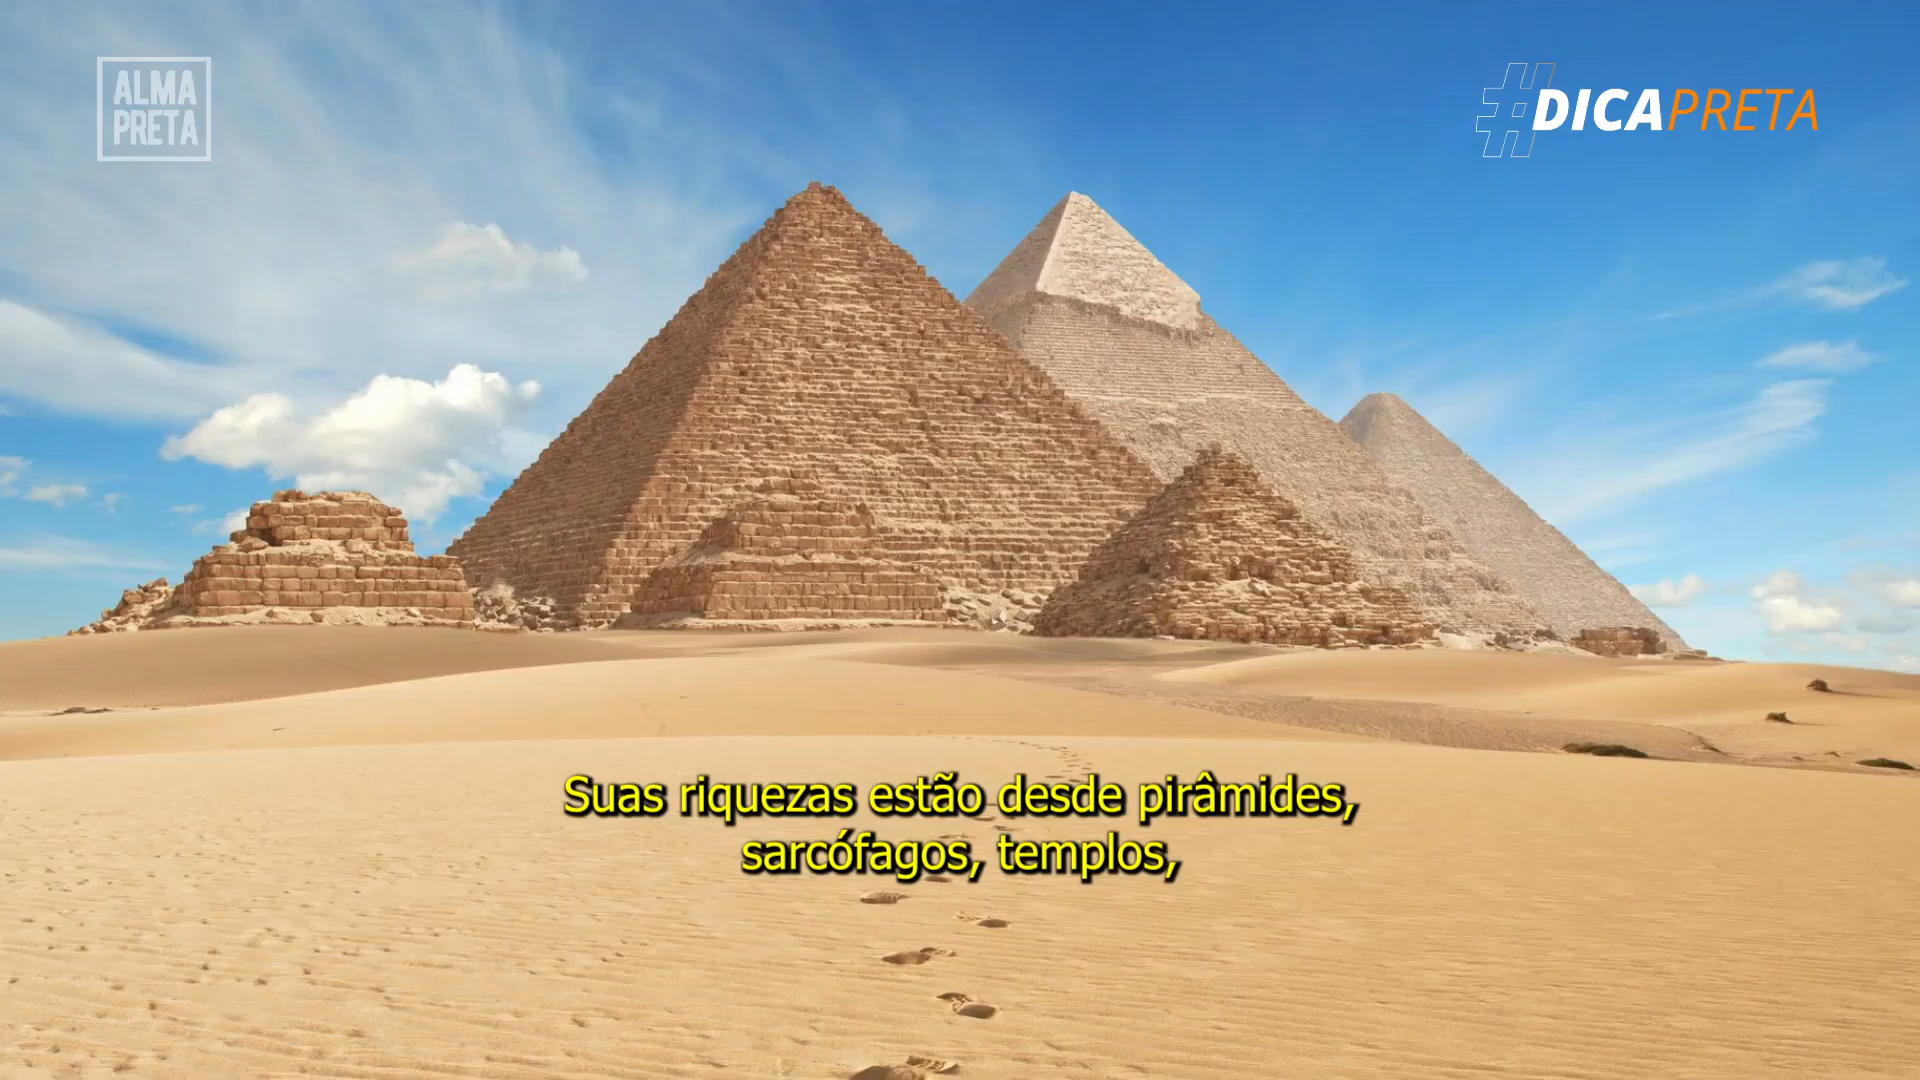 ALMA
PRETA
#DICAPRETA
Suas riquezas estão desde pirâmides,
sarcófagos, templos,